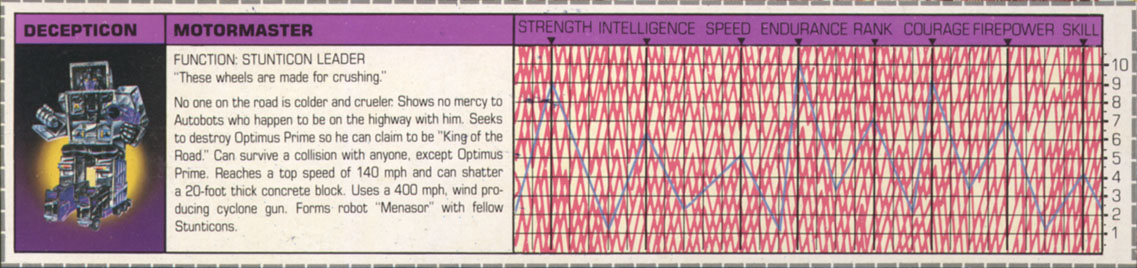 DECEPTICON
MOTORMASTER
FUNCTION: STUNTICON LEADER
"These wheels are made for crushing."
No one on the road is colder and crueler. Shows no mercy to
Autobots who happen to be on the highway with him. Seeks
to destroy Optimus Prime so he can claim to be "King of the
Road." Can survive a collision with anyone, except Optimus
Prime. Reaches a top speed of 140 mph and can shatter
a 20-foot thick concrete block. Uses a 400 mph, wind pro-
ducing cyclone gun. Forms robot "Menasor" with fellow
Stunticons.
STRENGTH INTELLIGENCE SPEED ENDURANCE RANK COURAGE FIREPOWER SKILL
10
9
8
7
6
5
4
3
2
1